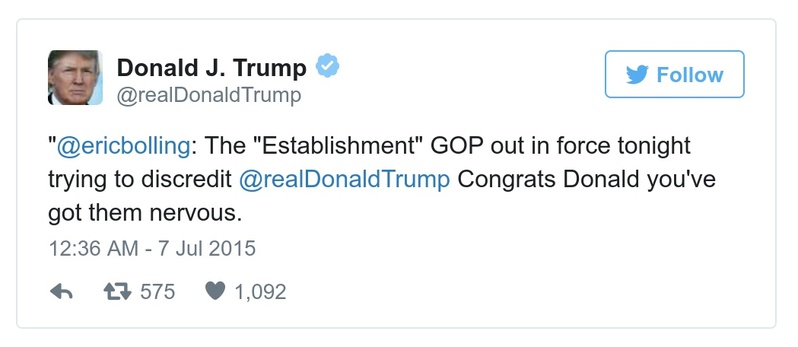 Donald J. Trump
@realDonaldTrump
Follow
"@ericbolling: The "Establishment" GOP out in force tonight
trying to discredit @realDonaldTrump Congrats Donald you've
got them nervous.
12:36 AM - 7 Jul 2015
575 1,092